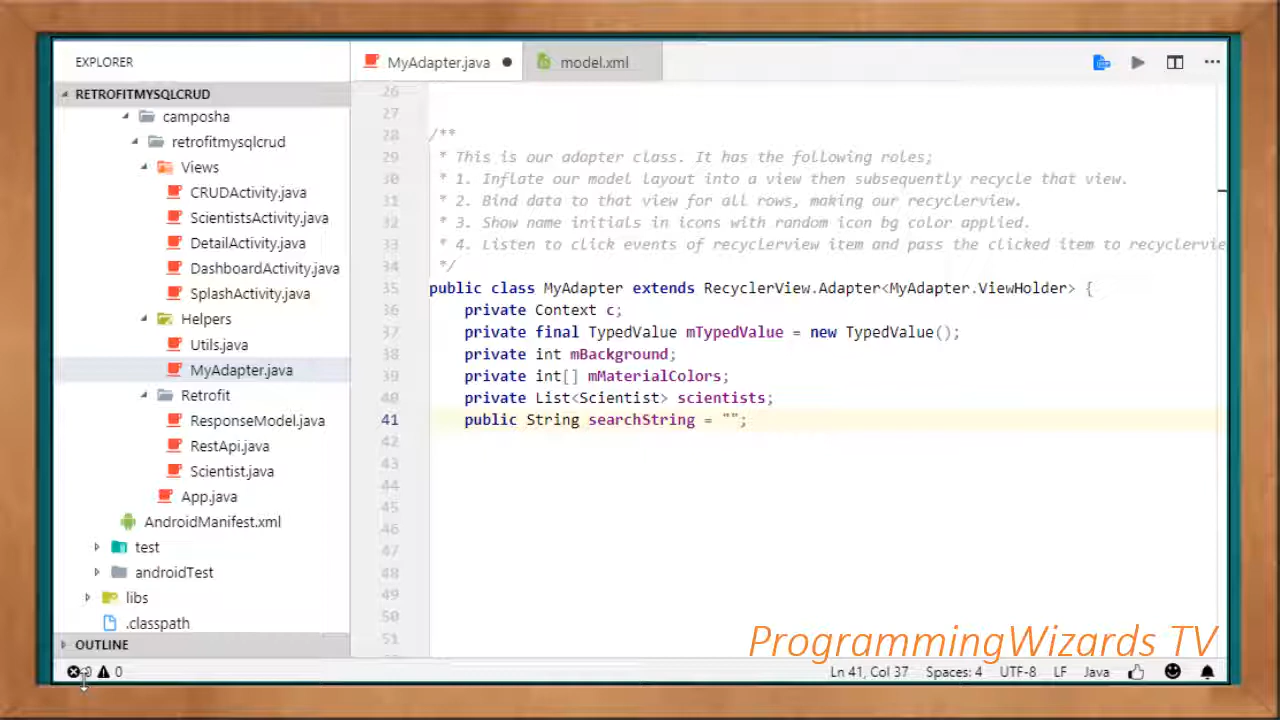 EXPLORER
RETROFITMYSQLCRUD
camposha
retrofitmysqlcrud
Views
CRUDActivity.java
ScientistsActivity.java
DetailActivity.java
DashboardActivity.java
SplashActivity.java
Helpers
Utils.java
MyAdapter.java
Retrofit
ResponseModel.java
RestApi.java
Scientist.java
App.java
AndroidManifest.xml
test
androidTest
libs
.classpath
OUTLINE
MyAdapter.java
model.xml
26
27
28 /**
29 * This is our adapter class. It has the following roles;
30 * 1. Inflate our model layout into a view then subsequently recycle that view.
31 * 2. Bind data to that view for all rows, making our recyclerview.
32 * 3. Show name initials in icons with random icon bg color applied.
33 * 4. Listen to click events of recyclerview item and pass the clicked item to recyclervie
34 */
35 public class MyAdapter extends RecyclerView.Adapter<MyAdapter.ViewHolder> {
36 private Context c;
37 private final TypedValue mTypedValue = new TypedValue();
38 private int mBackground;
39 private int[] mMaterialColors;
40 private List<Scientist> scientists;
41 public String searchString = "";
42
43
44
45
46
47
48
49
50
51
ProgrammingWizards TV
0 0 Ln 41, Col 37 Spaces: 4 UTF-8 LF Java